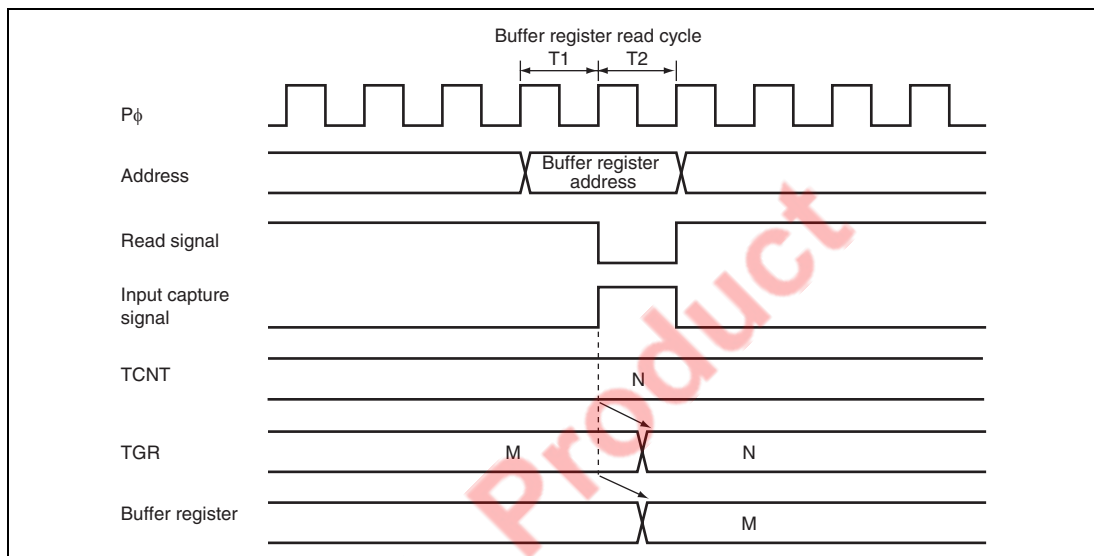 Buffer register read cycle
T1 T2
Pϕ
Address
Buffer register
address
Read signal
Input capture
signal
TCNT
N
TGR
M
N
Buffer register
M
Product